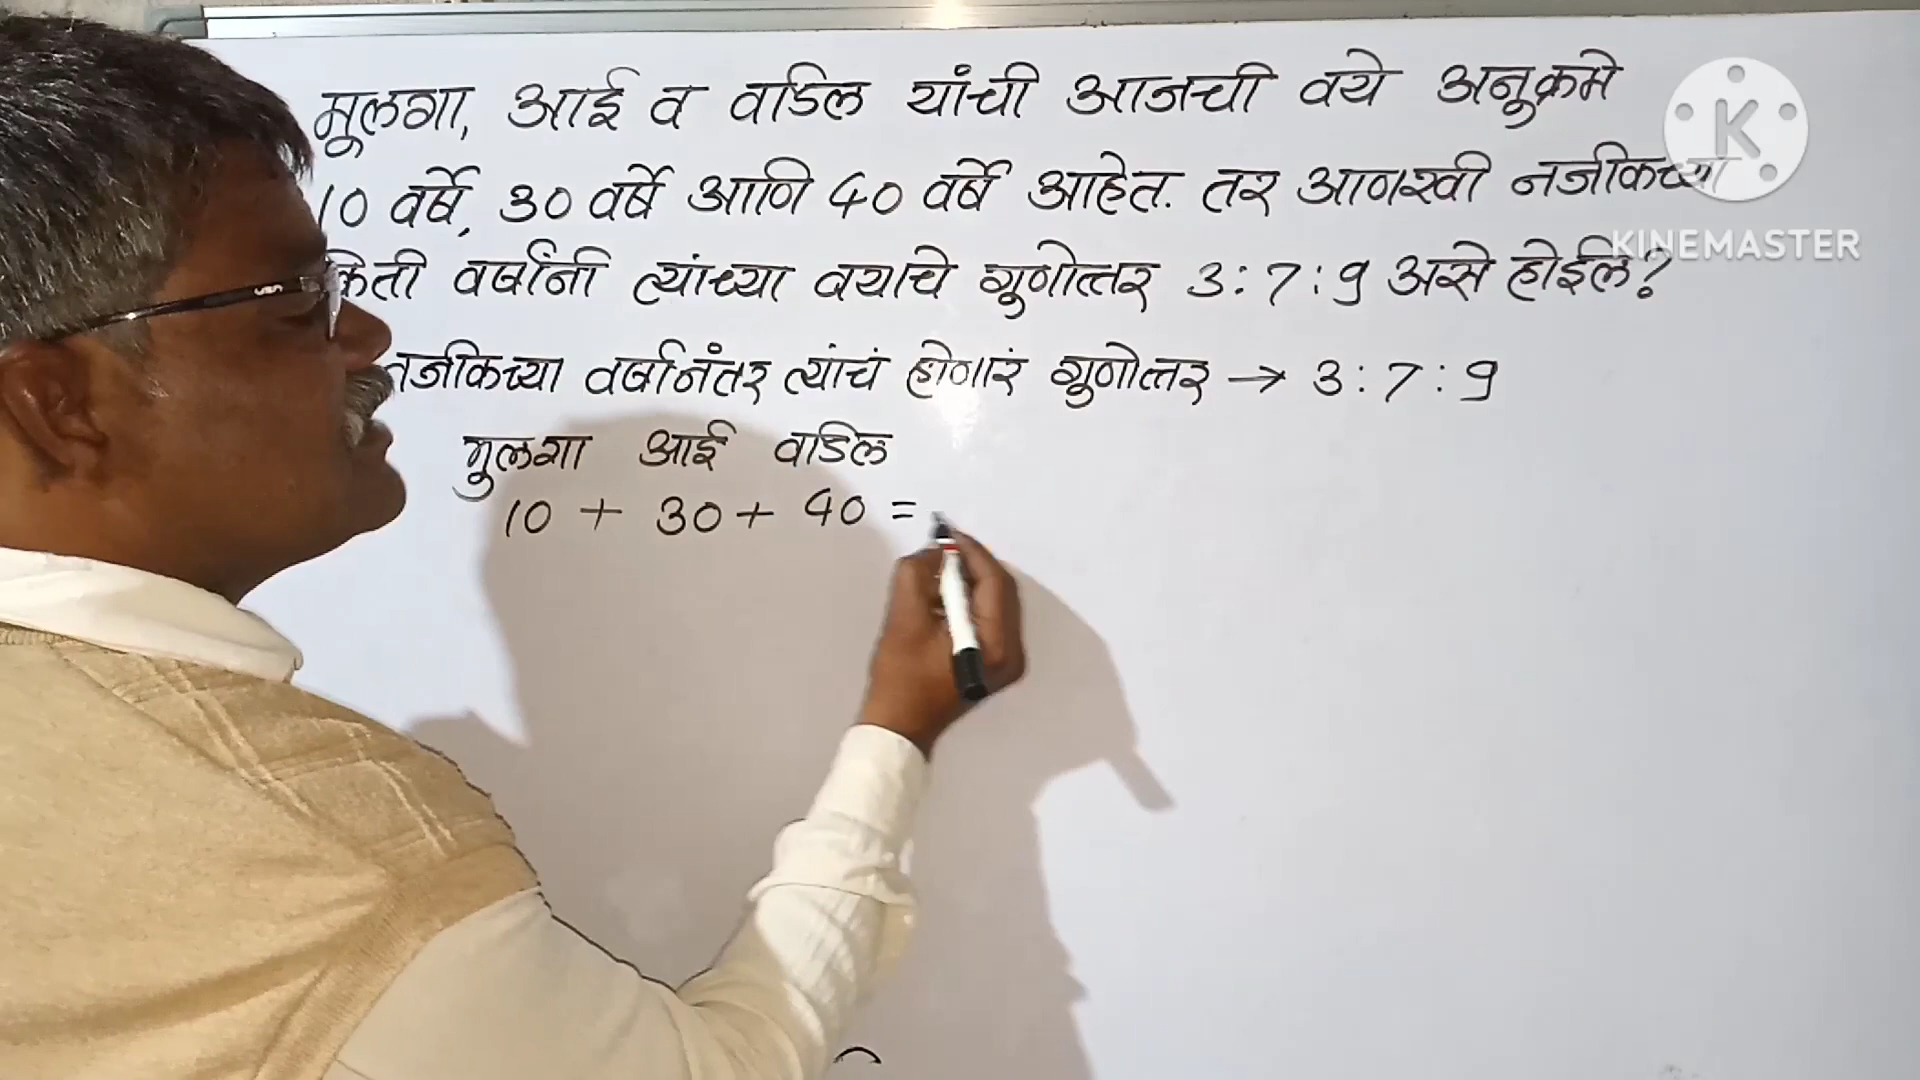 मूलगा, आई व वडिल यांची आजची वये अनुक्रमे
10 वर्षे, 30 वर्षे आणि 40 वर्षे आहेत. तर आणखी नजीकच्या
किती वर्षांनी त्यांच्या वयाचे गुणोत्तर 3:7:9 असे होईल?
नजीकच्या वर्षानंतर त्यांचं होणारं गुणोत्तर → 3:7:9
मुलगा आई वडिल
10 + 30 + 40 =
K
KINEMASTER